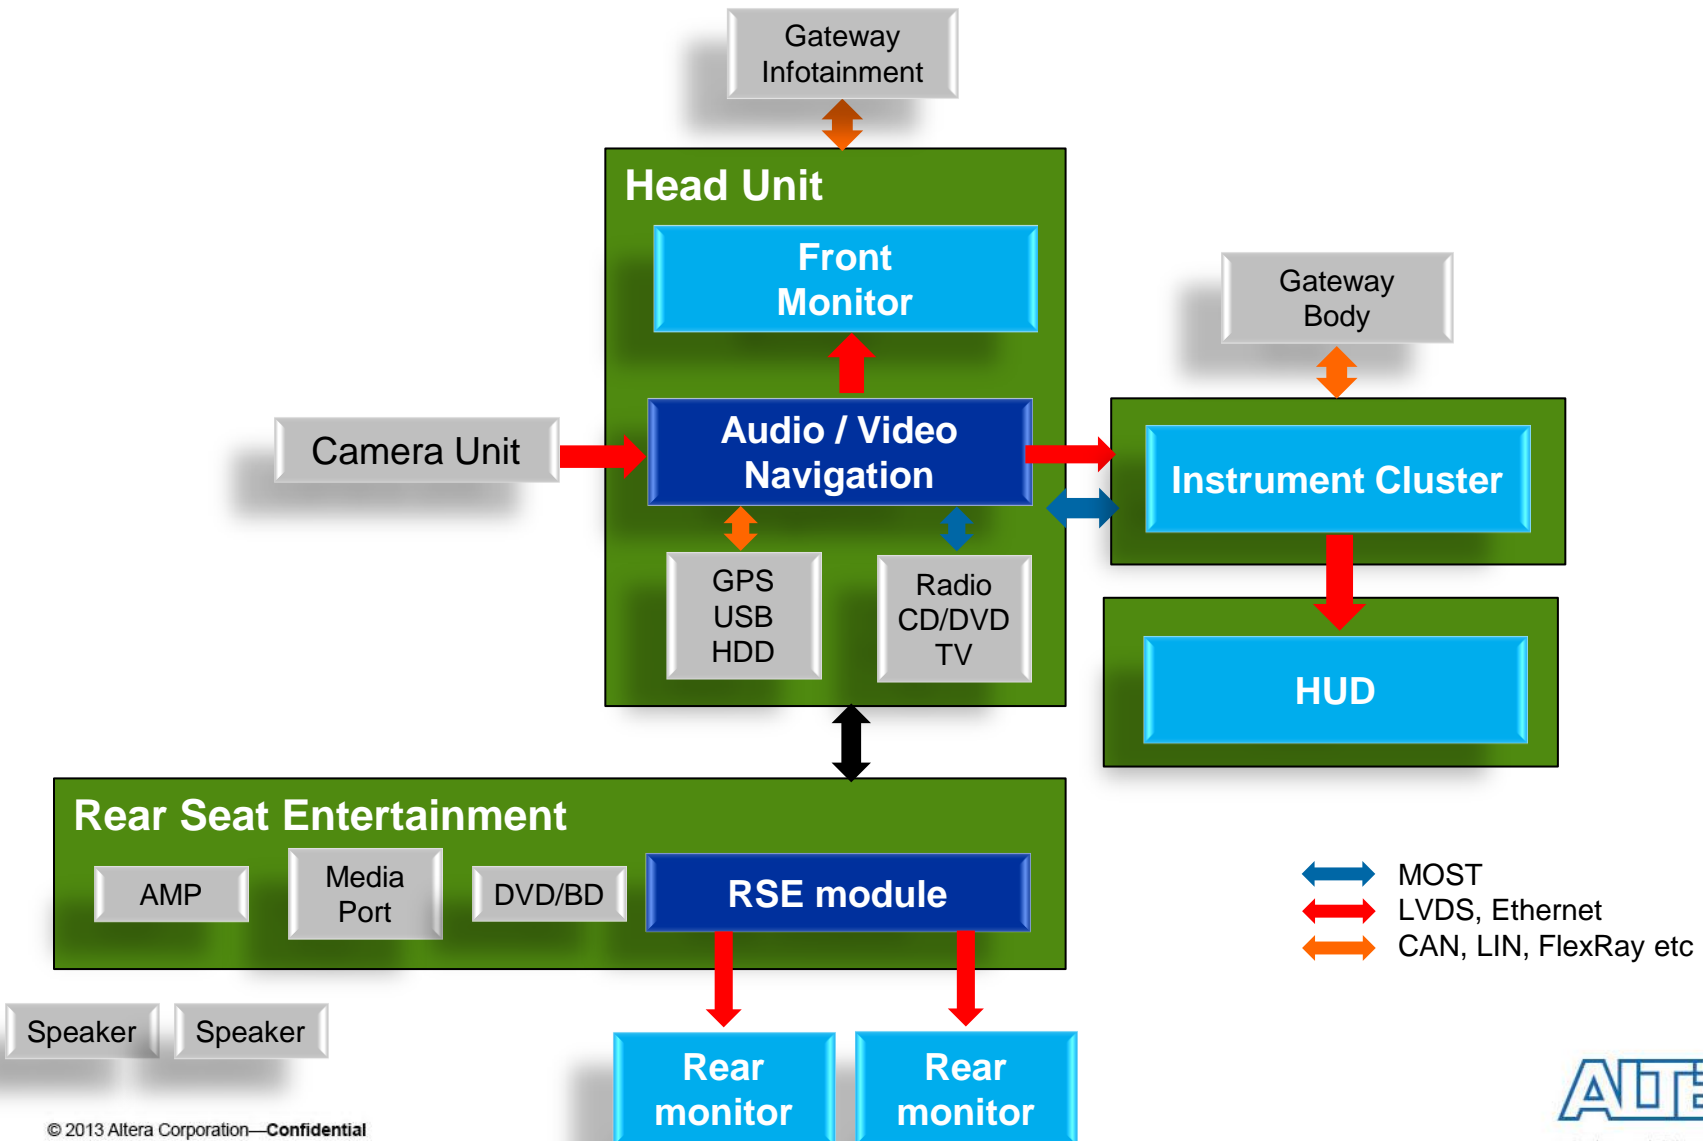 Gateway
Infotainment
Head Unit
Front
Monitor
Gateway
Body
Camera Unit
Audio / Video
Navigation
Instrument Cluster
GPS
USB
HDD
Radio
CD/DVD
TV
HUD
Rear Seat Entertainment
AMP
Media
Port
DVD/BD
RSE module
MOST
LVDS, Ethernet
CAN, LIN, FlexRay etc
Speaker
Speaker
Rear
monitor
Rear
monitor
© 2013 Altera Corporation—Confidential